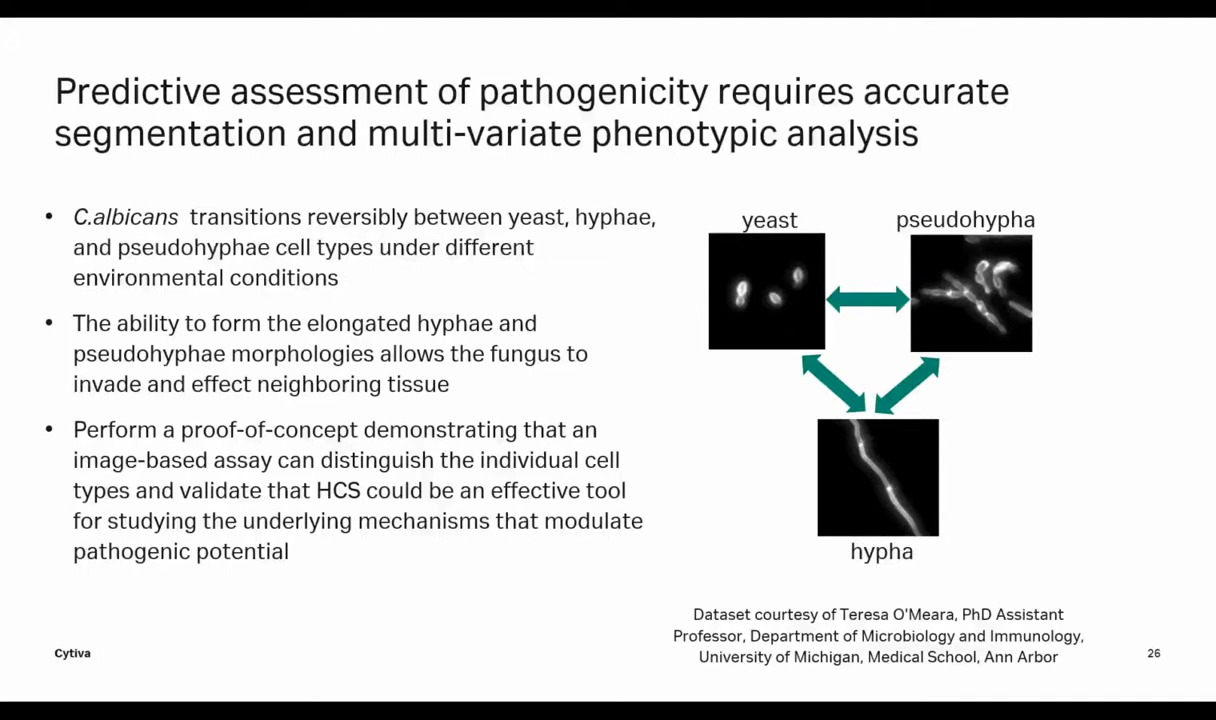 Predictive assessment of pathogenicity requires accurate
segmentation and multi-variate phenotypic analysis
• C.albicans transitions reversibly between yeast, hyphae,
and pseudohyphae cell types under different
environmental conditions
• The ability to form the elongated hyphae and
pseudohyphae morphologies allows the fungus to
invade and effect neighboring tissue
• Perform a proof-of-concept demonstrating that an
image-based assay can distinguish the individual cell
types and validate that HCS could be an effective tool
for studying the underlying mechanisms that modulate
pathogenic potential
yeast
pseudohypha
hypha
Dataset courtesy of Teresa O'Meara, PhD Assistant
Professor, Department of Microbiology and Immunology,
University of Michigan, Medical School, Ann Arbor
Cytiva
26